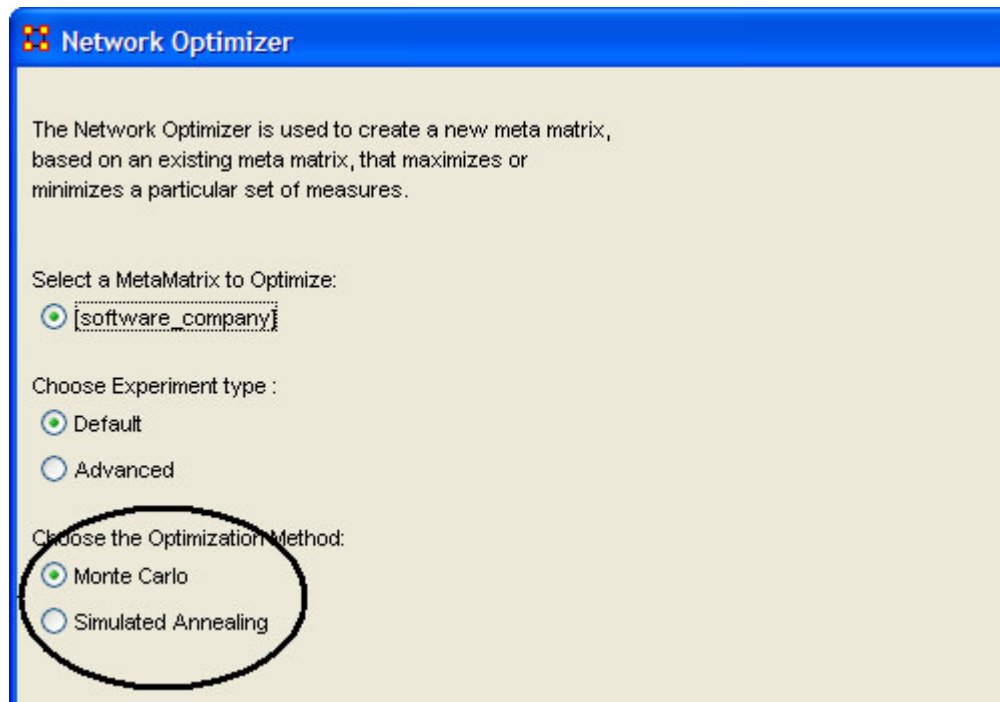 Network Optimizer
The Network Optimizer is used to create a new meta matrix,
based on an existing meta matrix, that maximizes or
minimizes a particular set of measures.
Select a MetaMatrix to Optimize:
[software_company]
Choose Experiment type :
Default
Advanced
Choose the Optimization Method:
Monte Carlo
Simulated Annealing